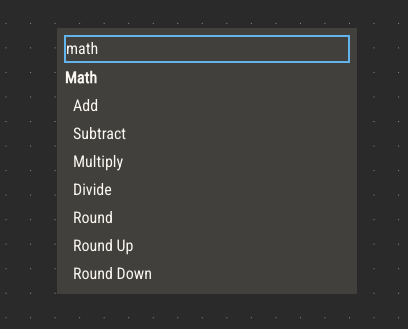 math
Math
Add
Subtract
Multiply
Divide
Round
Round Up
Round Down